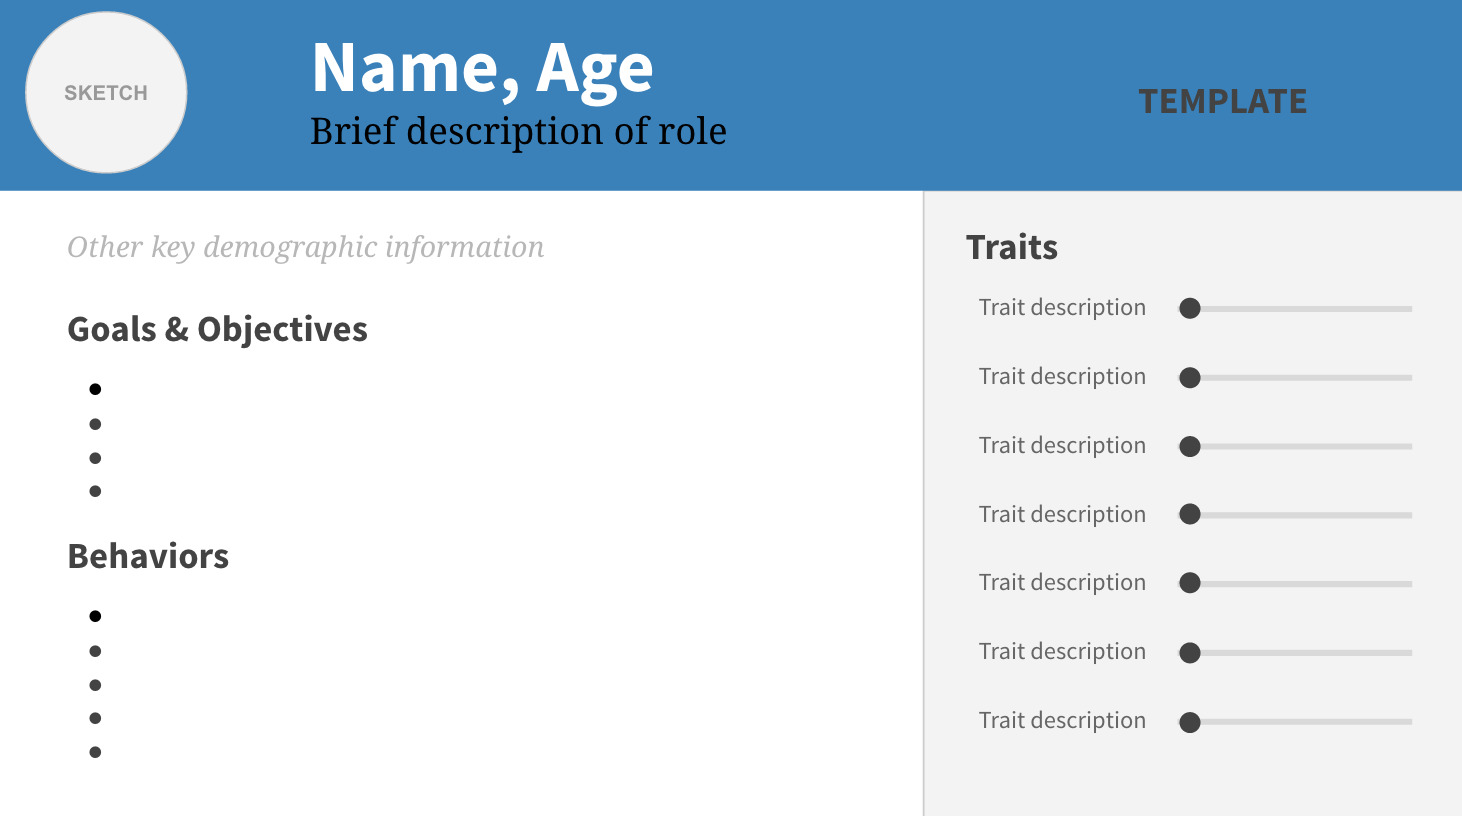 SKETCH
Name, Age
Brief description of role
TEMPLATE
Other key demographic information
Goals & Objectives
●
●
●
●
Behaviors
●
●
●
●
●
Traits
Trait description
Trait description
Trait description
Trait description
Trait description
Trait description
Trait description